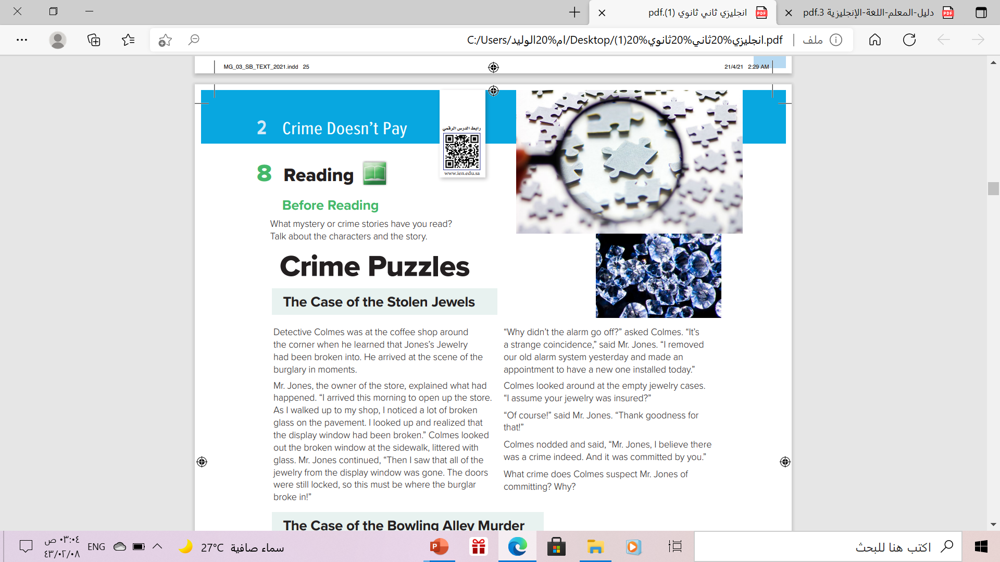 دليل-المعلم-اللغة-الإنجليزية 3.pdf
انجليزي ثاني ثانوي (1).pdf
ملف
C:/Users/ام%20الوليد/Desktop/انجليزي%20ثاني%20ثانوي%20(1).pdf
MG_03_SB_TEXT_2021.indd 25
21/4/21 2:29 AM
2 Crime Doesn’t Pay
رابط الدرس الرقمي
www.ien.edu.sa
8 Reading
Before Reading
What mystery or crime stories have you read?
Talk about the characters and the story.
Crime Puzzles
The Case of the Stolen Jewels
Detective Colmes was at the coffee shop around
the corner when he learned that Jones’s Jewelry
had been broken into. He arrived at the scene of the
burglary in moments.
Mr. Jones, the owner of the store, explained what had
happened. “I arrived this morning to open up the store.
As I walked up to my shop, I noticed a lot of broken
glass on the pavement. I looked up and realized that
the display window had been broken.” Colmes looked
out the broken window at the sidewalk, littered with
glass. Mr. Jones continued, “Then I saw that all of the
jewelry from the display window was gone. The doors
were still locked, so this must be where the burglar
broke in!”
“Why didn’t the alarm go off?” asked Colmes. “It’s
a strange coincidence,” said Mr. Jones. “I removed
our old alarm system yesterday and made an
appointment to have a new one installed today.”
Colmes looked around at the empty jewelry cases.
“I assume your jewelry was insured?”
“Of course!” said Mr. Jones. “Thank goodness for
that!”
Colmes nodded and said, “Mr. Jones, I believe there
was a crime indeed. And it was committed by you.”
What crime does Colmes suspect Mr. Jones of
committing? Why?
The Case of the Bowling Alley Murder
اكتب هنا للبحث
27°C سماء صافية
ENG
٠٣:٠٤ ص
٤٣/٠٢/٠٨